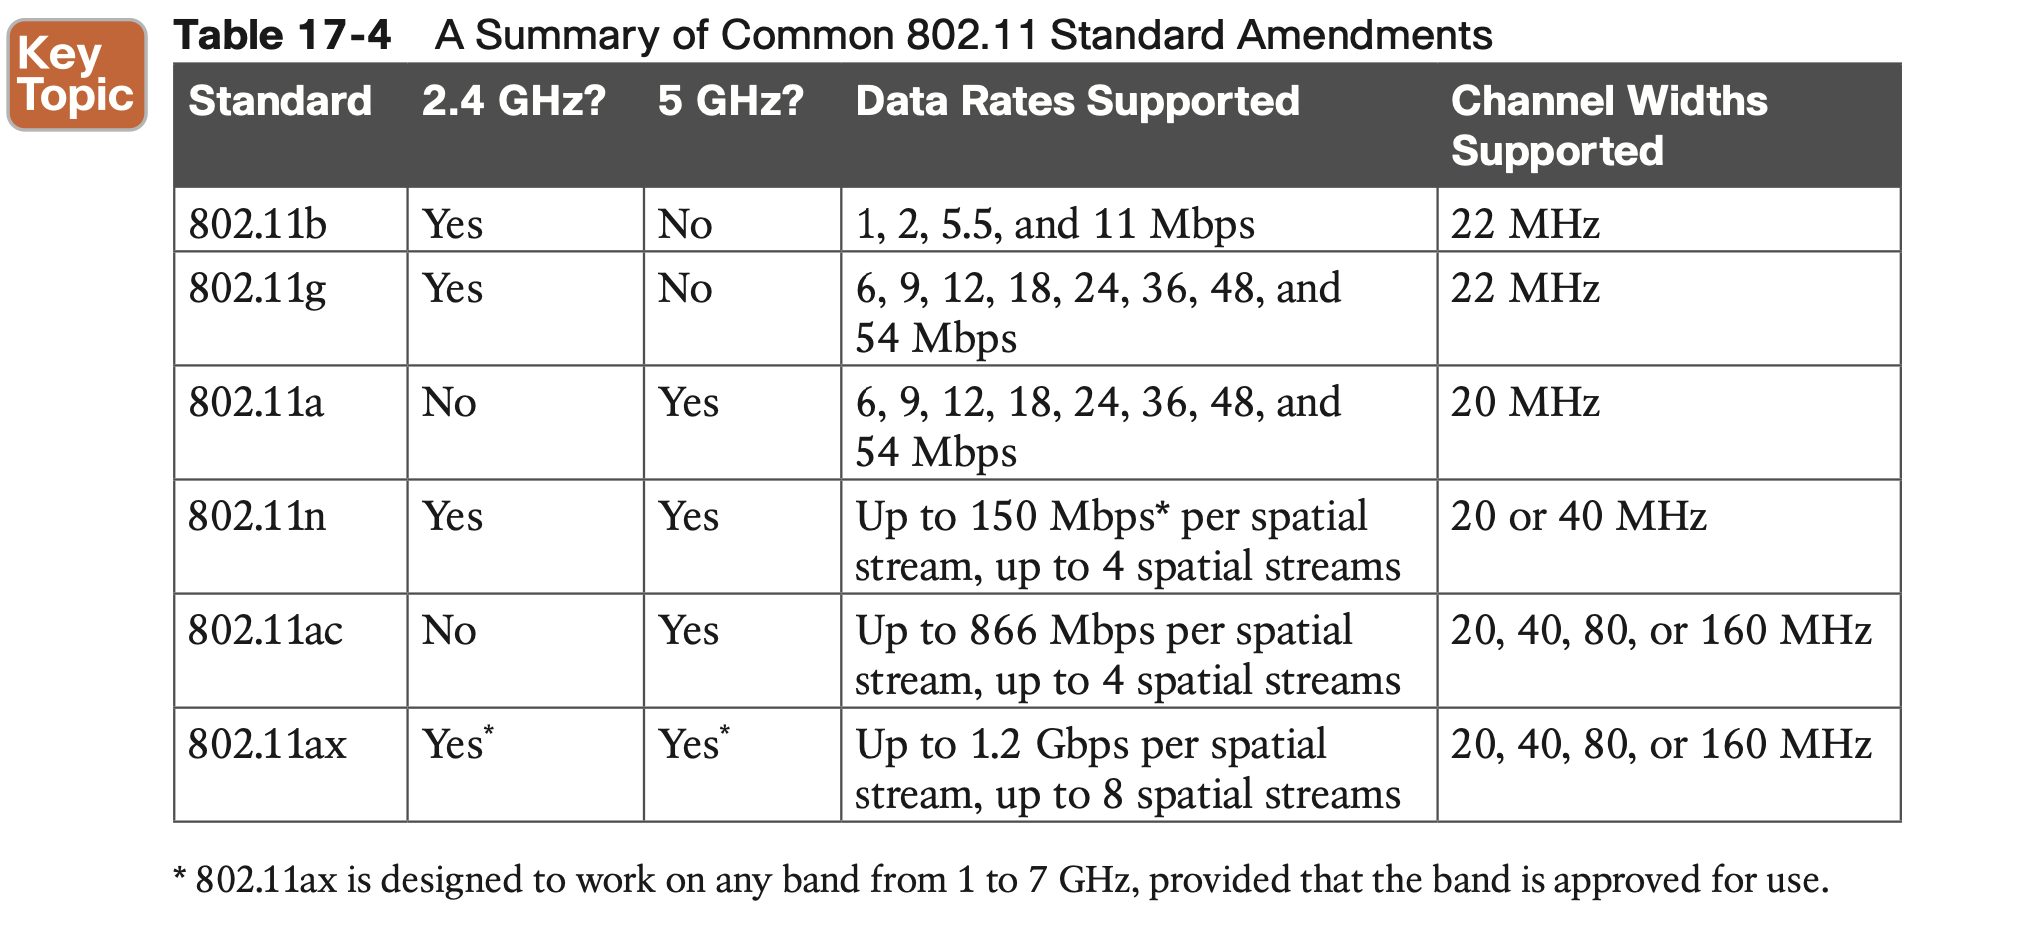 Key
Topic
Table 17-4 A Summary of Common 802.11 Standard Amendments
Standard 2.4 GHz? 5 GHz? Data Rates Supported Channel Widths
Supported
802.11b Yes No 1, 2, 5.5, and 11 Mbps 22 MHz
802.11g Yes No 6, 9, 12, 18, 24, 36, 48, and 22 MHz
54 Mbps
802.11a No Yes 6, 9, 12, 18, 24, 36, 48, and 20 MHz
54 Mbps
802.11n Yes Yes Up to 150 Mbps* per spatial 20 or 40 MHz
stream, up to 4 spatial streams
802.11ac No Yes Up to 866 Mbps per spatial 20, 40, 80, or 160 MHz
stream, up to 4 spatial streams
802.11ax Yes* Yes* Up to 1.2 Gbps per spatial 20, 40, 80, or 160 MHz
stream, up to 8 spatial streams
* 802.11ax is designed to work on any band from 1 to 7 GHz, provided that the band is approved for use.